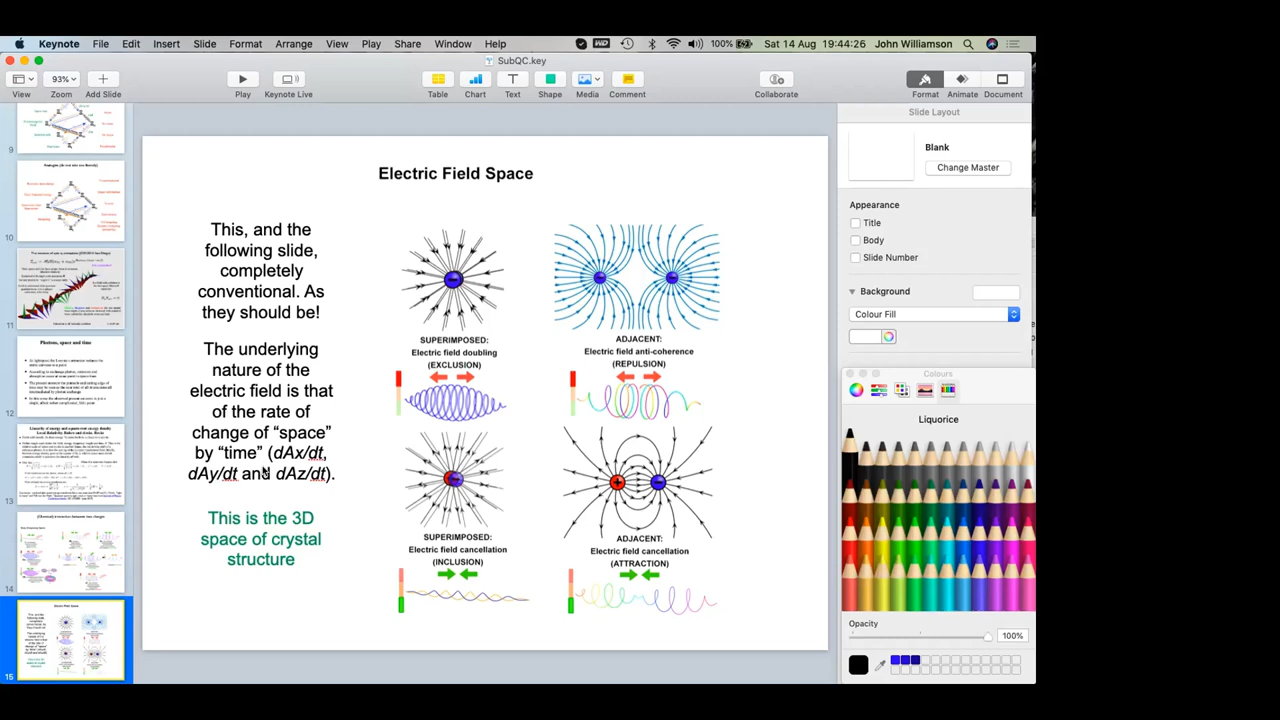 Keynote File Edit Insert Slide Format Arrange View Play Share Window Help 100% Sat 14 Aug 19:44:26 John Williamson
SubQC.key
93%
View Zoom Add Slide Play Keynote Live Table Chart Text Shape Media Comment Collaborate Format Animate Document
9
10
11
Photons, space and time
12
13
14
15
Electric Field Space
This, and the
following slide,
completely
conventional. As
they should be!
The underlying
nature of the
electric field is that
of the rate of
change of “space”
by “time” (dAx/dt,
dAy/dt and dAz/dt).
This is the 3D
space of crystal
structure
SUPERIMPOSED:
Electric field doubling
(EXCLUSION)
ADJACENT:
Electric field anti-coherence
(REPULSION)
SUPERIMPOSED:
Electric field cancellation
(INCLUSION)
ADJACENT:
Electric field cancellation
(ATTRACTION)
Slide Layout
Blank
Change Master
Appearance
Title
Body
Slide Number
Background
Colour Fill
Colours
Liquorice
Opacity
100%